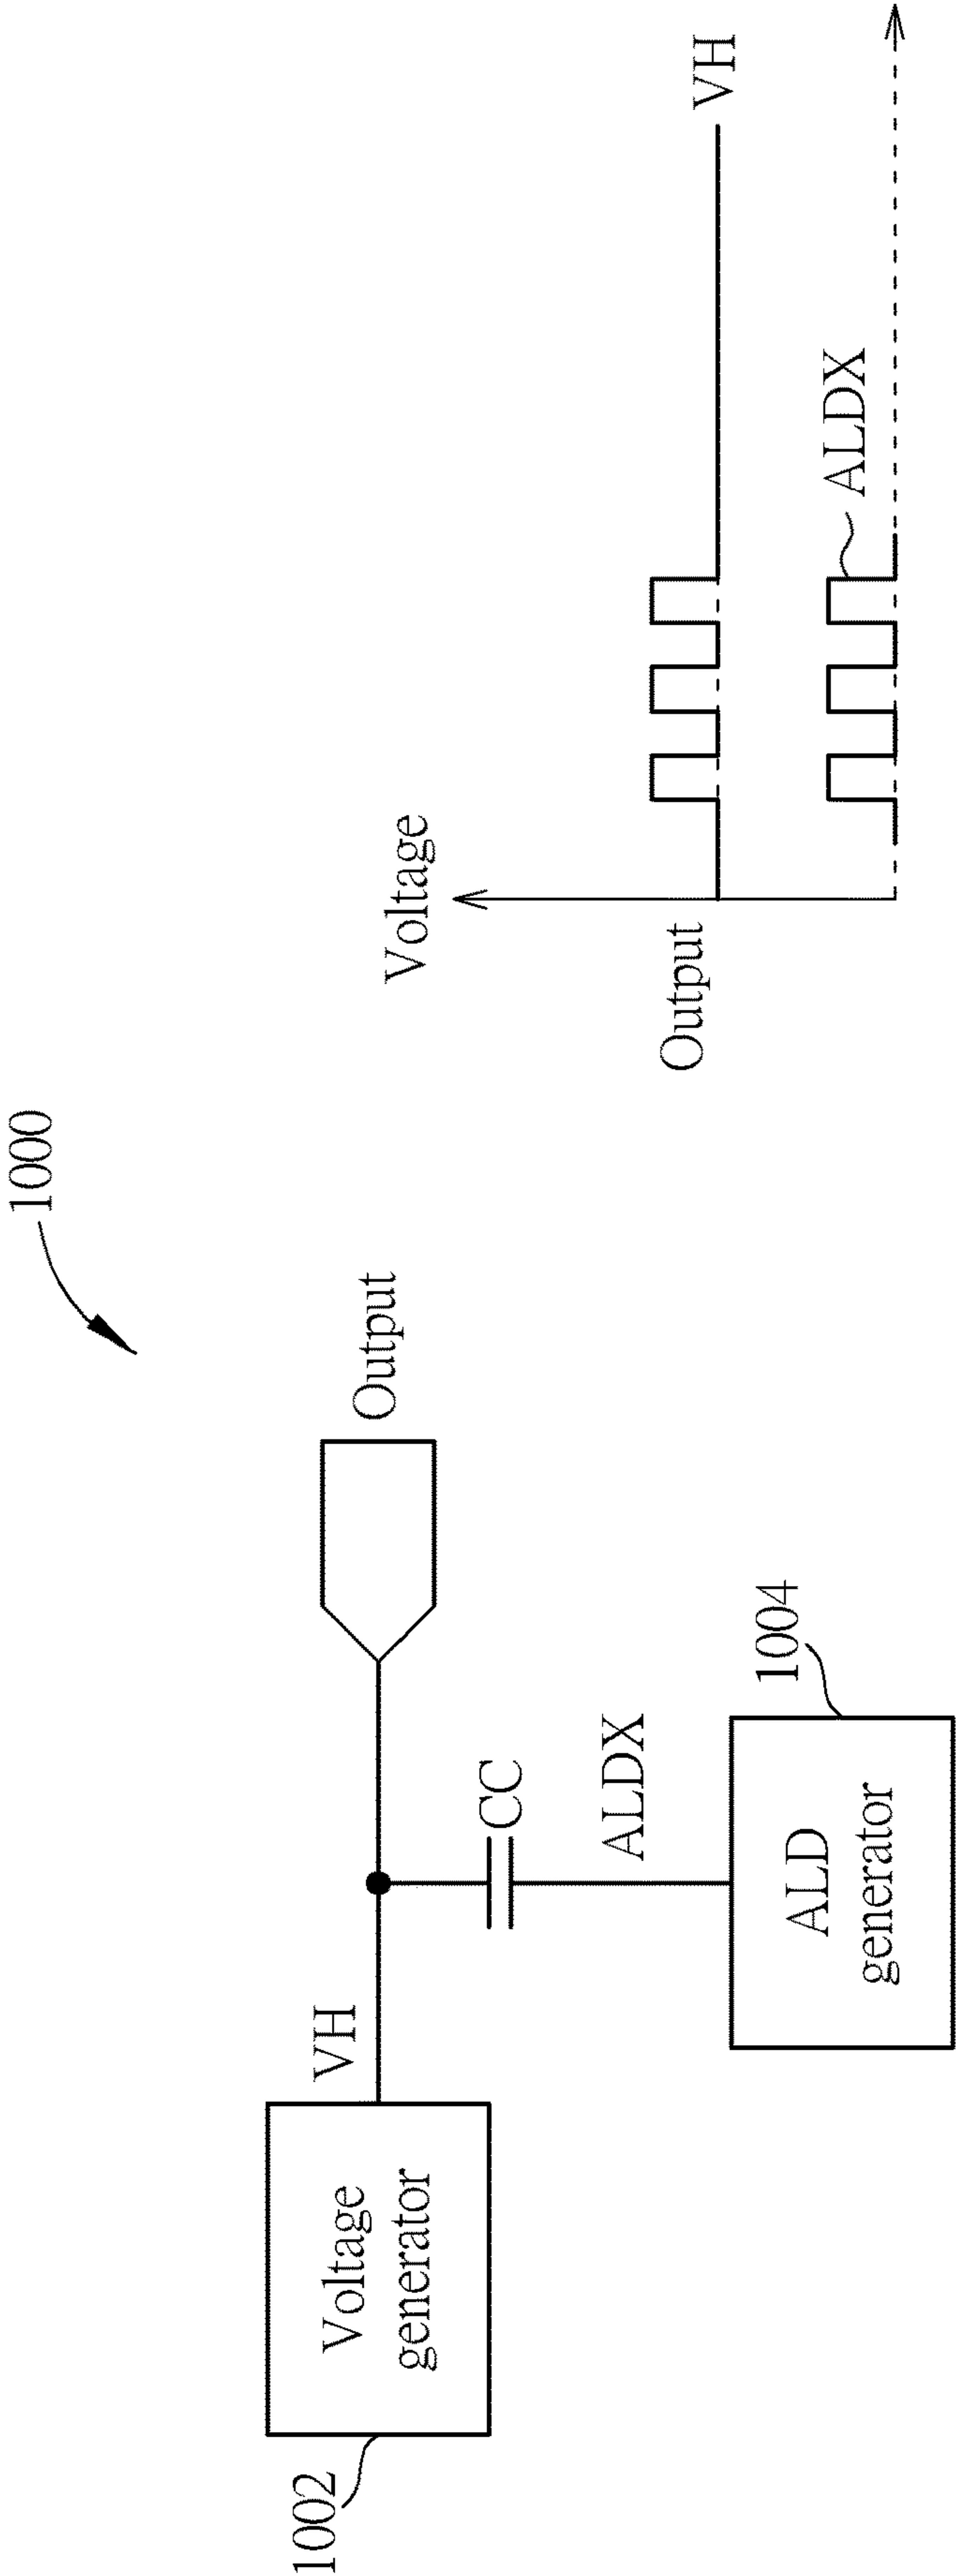 1000
1002
Voltage
generator
VH
Output
CC
ALDX
ALD
generator
1004
Voltage
Output
VH
ALDX